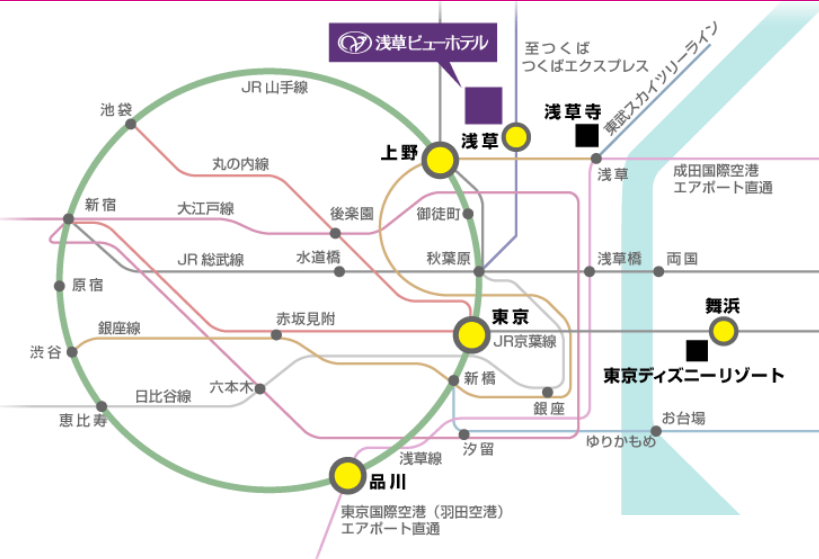 浅草ビューホテル
至つくば
つくばエクスプレス
東武スカイツリーライン
JR 山手線
池袋
浅草寺
浅草
上野
丸の内線
浅草
成田国際空港
エアポート直通
新宿
大江戸線
後楽園
御徒町
JR 総武線
水道橋
秋葉原
浅草橋
両国
原宿
舞浜
東京
赤坂見附
銀座線
JR京葉線
渋谷
東京ディズニーリゾート
新橋
六本木
日比谷線
銀座
恵比寿
お台場
ゆりかもめ
汐留
浅草線
品川
東京国際空港（羽田空港）
エアポート直通